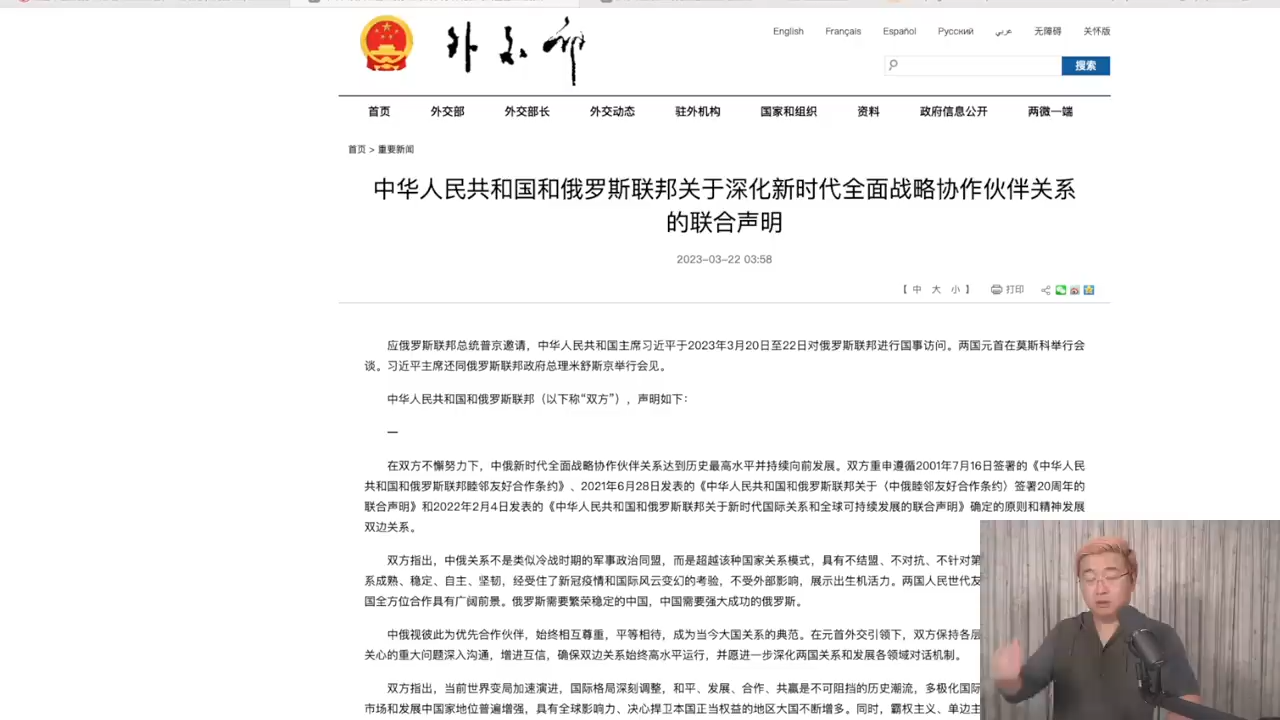 外交部
English Français Español Русский عربي 无障碍 关怀版
搜索
首页 外交部 外交部长 外交动态 驻外机构 国家和组织 资料 政府信息公开 两微一端
首页 > 重要新闻
中华人民共和国和俄罗斯联邦关于深化新时代全面战略协作伙伴关系
的联合声明
2023-03-22 03:58
【 中 大 小 】 打印
应俄罗斯联邦总统普京邀请，中华人民共和国主席习近平于2023年3月20日至22日对俄罗斯联邦进行国事访问。两国元首在莫斯科举行会
谈。习近平主席还同俄罗斯联邦政府总理米舒斯京举行会见。
中华人民共和国和俄罗斯联邦（以下称“双方”），声明如下：
一
在双方不懈努力下，中俄新时代全面战略协作伙伴关系达到历史最高水平并持续向前发展。双方重申遵循2001年7月16日签署的《中华人民
共和国和俄罗斯联邦睦邻友好合作条约》、2021年6月28日发表的《中华人民共和国和俄罗斯联邦关于〈中俄睦邻友好合作条约〉签署20周年的
联合声明》和2022年2月4日发表的《中华人民共和国和俄罗斯联邦关于新时代国际关系和全球可持续发展的联合声明》确定的原则和精神发展
双边关系。
双方指出，中俄关系不是类似冷战时期的军事政治同盟，而是超越该种国家关系模式，具有不结盟、不对抗、不针对第
系成熟、稳定、自主、坚韧，经受住了新冠疫情和国际风云变幻的考验，不受外部影响，展示出生机活力。两国人民世代友
国全方位合作具有广阔前景。俄罗斯需要繁荣稳定的中国，中国需要强大成功的俄罗斯。
中俄视彼此为优先合作伙伴，始终相互尊重，平等相待，成为当今大国关系的典范。在元首外交引领下，双方保持各层
关心的重大问题深入沟通，增进互信，确保双边关系始终高水平运行，并愿进一步深化两国关系和发展各领域对话机制。
双方指出，当前世界变局加速演进，国际格局深刻调整，和平、发展、合作、共赢是不可阻挡的历史潮流，多极化国际
市场和发展中国家地位普遍增强，具有全球影响力、决心捍卫本国正当权益的地区大国不断增多。同时，霸权主义、单边主